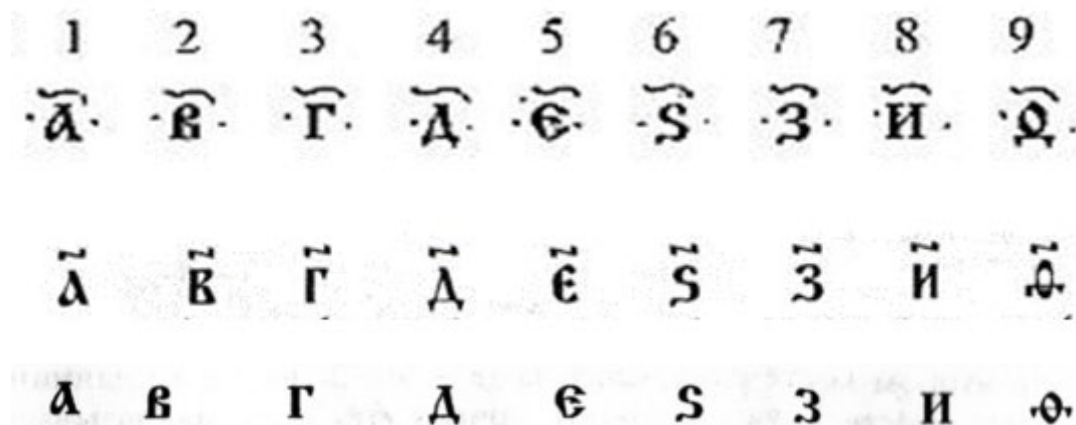 1 2 3 4 5 6 7 8 9
·А҃· ·В҃· ·Г҃· ·Д҃· ·Є҃· ·Ѕ҃· ·З҃· ·И҃· ·Ѳ҃·
А҃ В҃ Г҃ Д҃ Є҃ Ѕ҃ З҃ И҃ Ѳ҃
А В Г Д Є Ѕ З И Ѳ